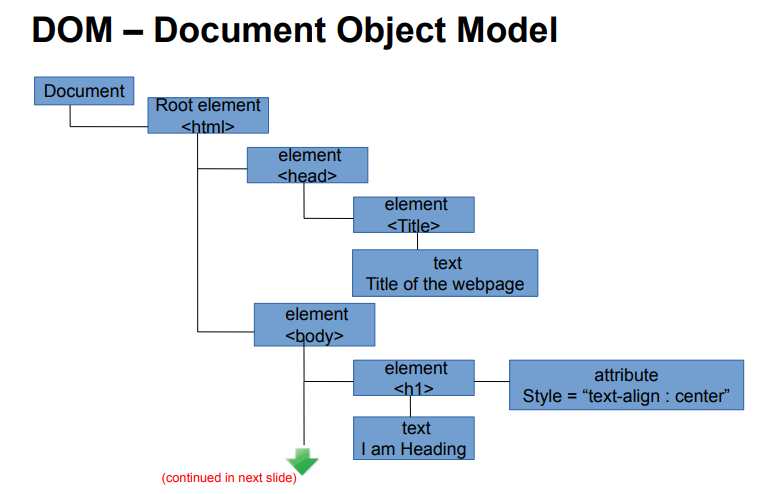 DOM – Document Object Model
Document
Root element
<html>
element
<head>
element
<Title>
text
Title of the webpage
element
<body>
element
<h1>
attribute
Style = “text-align : center”
text
I am Heading
(continued in next slide)